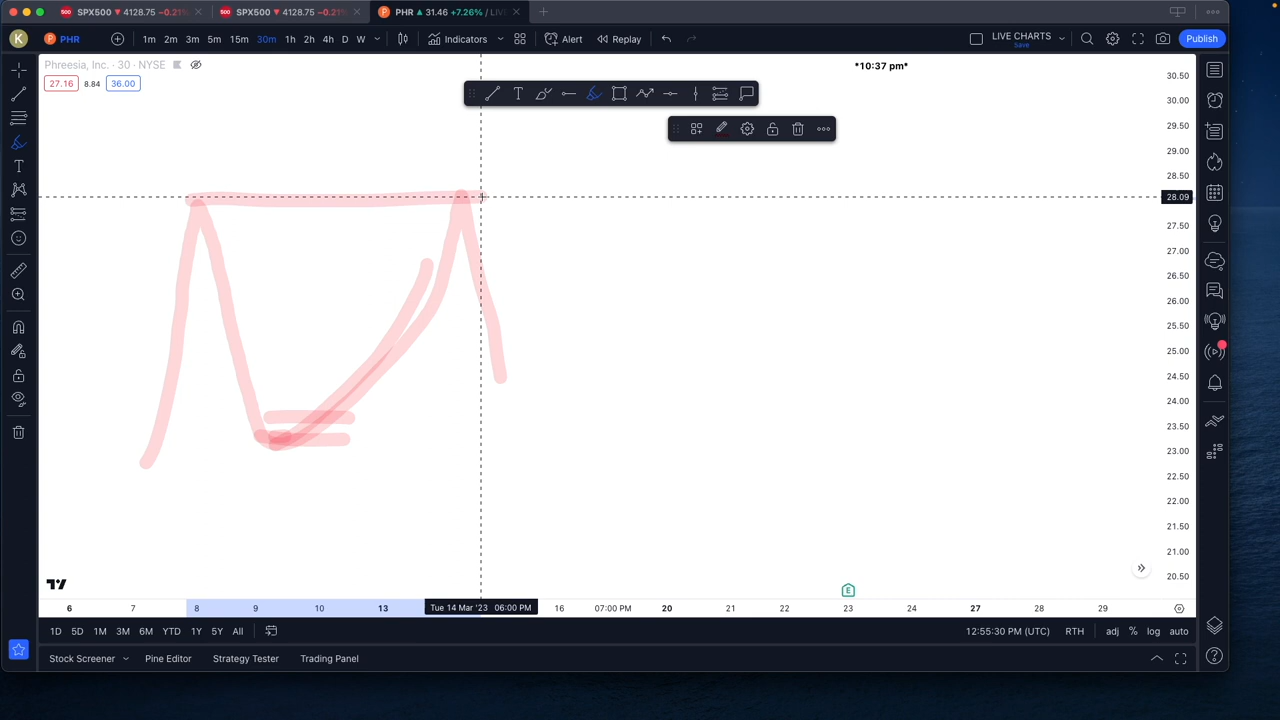 SPX500 ▼ 4128.75 −0.21%
SPX500 ▼ 4128.75 −0.21%
PHR ▲ 31.46 +7.26% / LIV
K
PHR
1m 2m 3m 5m 15m 30m 1h 2h 4h D W
Indicators
Alert
Replay
LIVE CHARTS
Save
Publish
Phreesia, Inc. · 30 · NYSE
27.16
8.84
36.00
*10:37 pm*
30.50
30.00
29.50
29.00
28.50
28.09
27.50
27.00
26.50
26.00
25.50
25.00
24.50
24.00
23.50
23.00
22.50
22.00
21.50
21.00
20.50
E
6 7 8 9 10 13 Tue 14 Mar '23 06:00 PM 16 07:00 PM 20 21 22 23 24 27 28 29
1D 5D 1M 3M 6M YTD 1Y 5Y All
12:55:30 PM (UTC) RTH adj % log auto
Stock Screener Pine Editor Strategy Tester Trading Panel